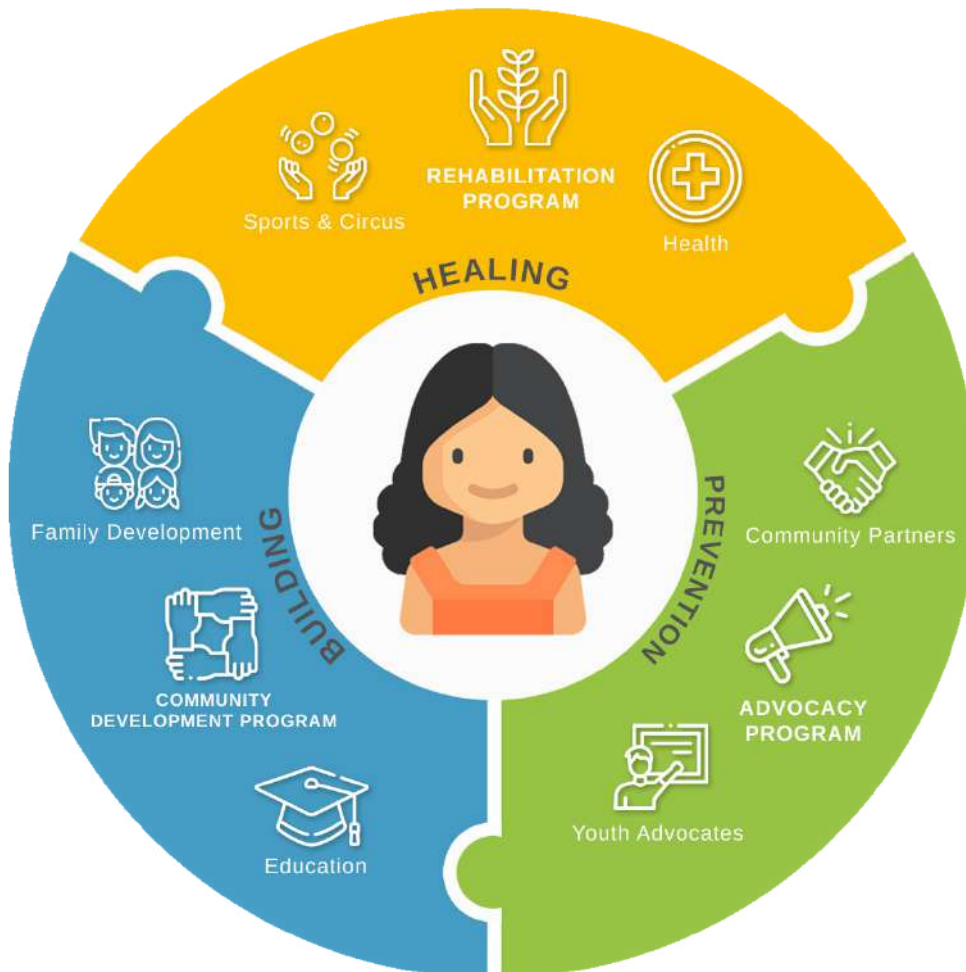 REHABILITATION
PROGRAM
Sports & Circus
Health
HEALING
Family Development
COMMUNITY
DEVELOPMENT PROGRAM
Education
BUILDING
PREVENTION
Community Partners
ADVOCACY
PROGRAM
Youth Advocates